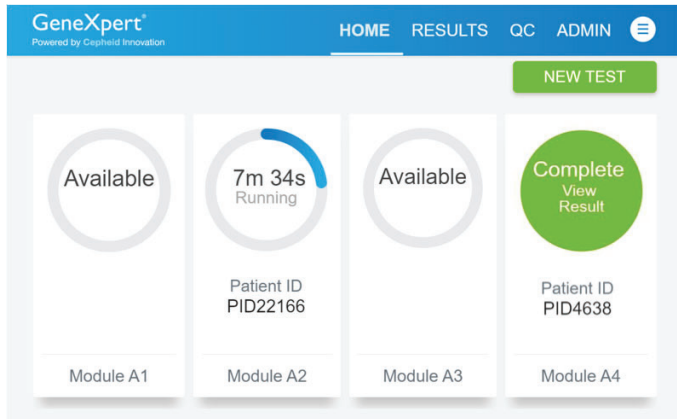 GeneXpert®
Powered by Cepheid Innovation
HOME RESULTS QC ADMIN
NEW TEST
Available
7m 34s
Running
Patient ID
PID22166
Available
Complete
View
Result
Patient ID
PID4638
Module A1
Module A2
Module A3
Module A4